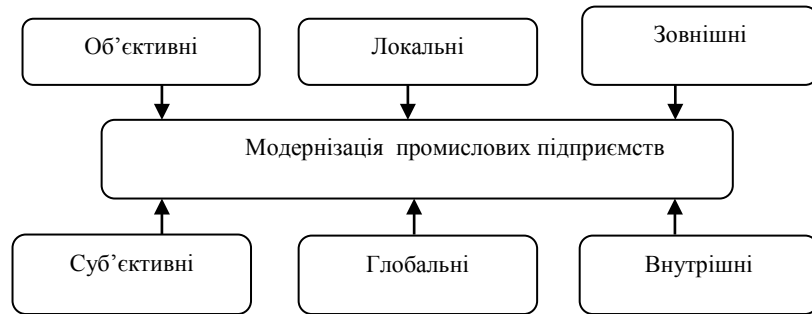 Об’єктивні
Локальні
Зовнішні
Модернізація промислових підприємств
Суб’єктивні
Глобальні
Внутрішні